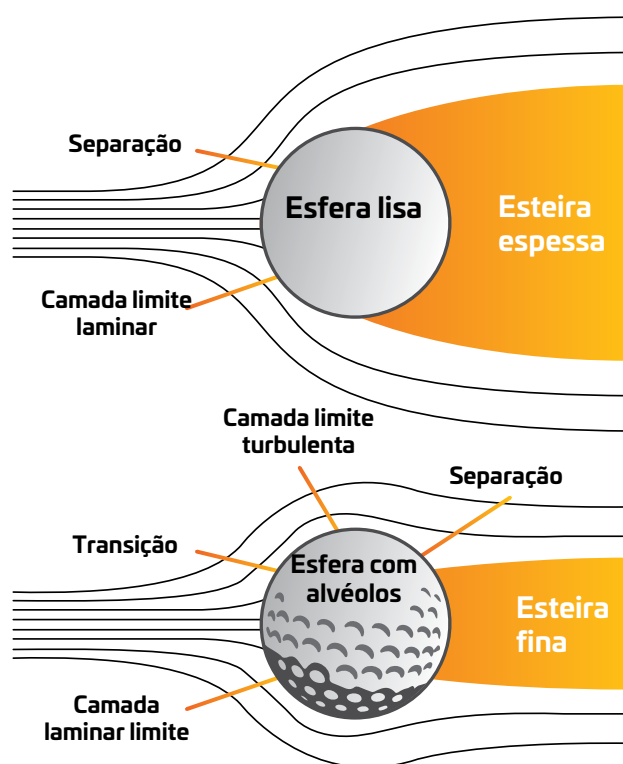 Separação
Esfera lisa
Esteira
espessa
Camada limite
laminar
Camada limite
turbulenta
Separação
Transição
Esfera com
alvéolos
Esteira
fina
Camada
laminar limite